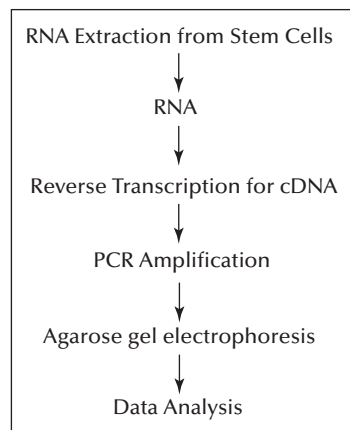 RNA Extraction from Stem Cells
RNA
Reverse Transcription for cDNA
PCR Amplification
Agarose gel electrophoresis
Data Analysis